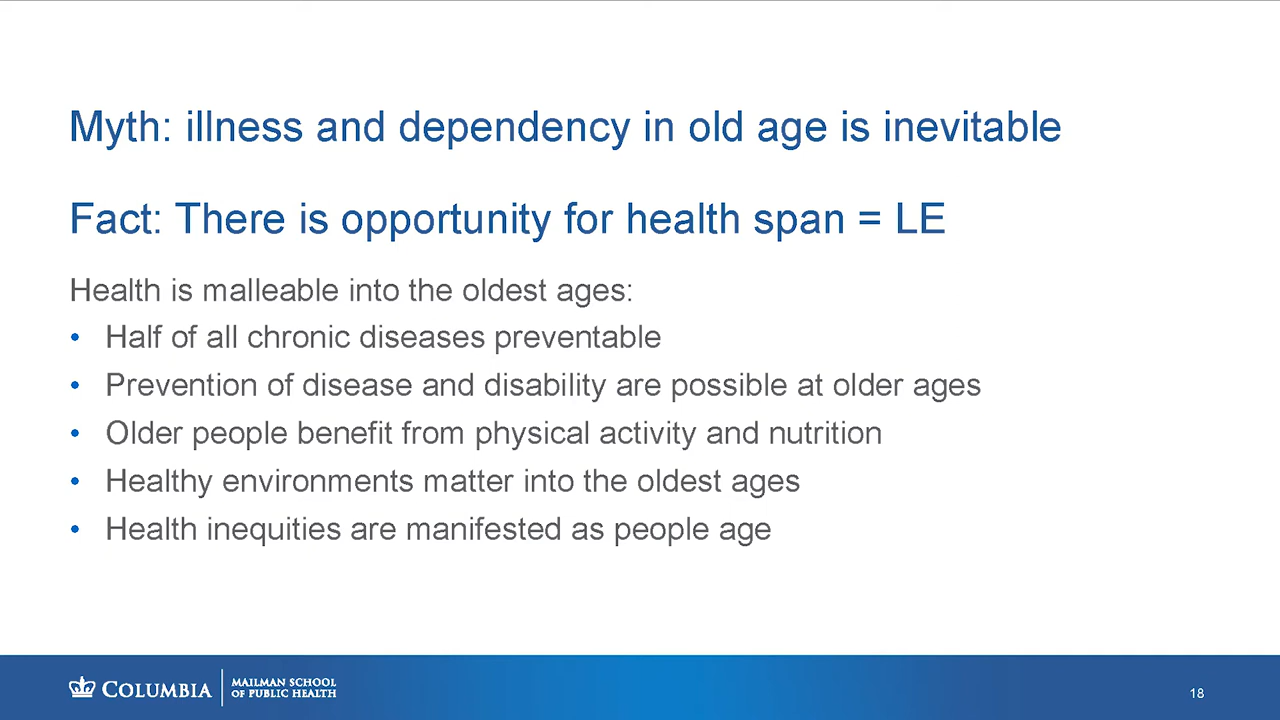 Myth: illness and dependency in old age is inevitable
Fact: There is opportunity for health span = LE
Health is malleable into the oldest ages:
• Half of all chronic diseases preventable
• Prevention of disease and disability are possible at older ages
• Older people benefit from physical activity and nutrition
• Healthy environments matter into the oldest ages
• Health inequities are manifested as people age
COLUMBIA
MAILMAN SCHOOL
OF PUBLIC HEALTH
18